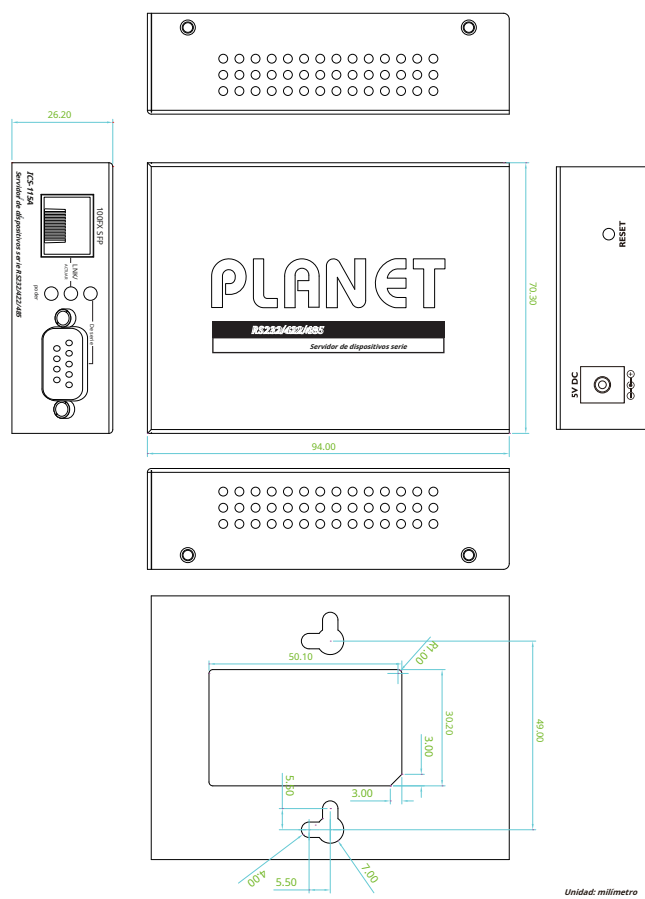 26.20
ICS-115A
Servidor de dispositivos serie RS232/422/485
100FX SFP
LNK/
ACTUAR
poder
De serie
PLANET
RS232/422/485
Servidor de dispositivos serie
70.30
94.00
RESET
5V DC
50.10
R1.00
30.20
49.00
3.00
3.00
5.50
4.00
7.00
5.50
Unidad: milímetro